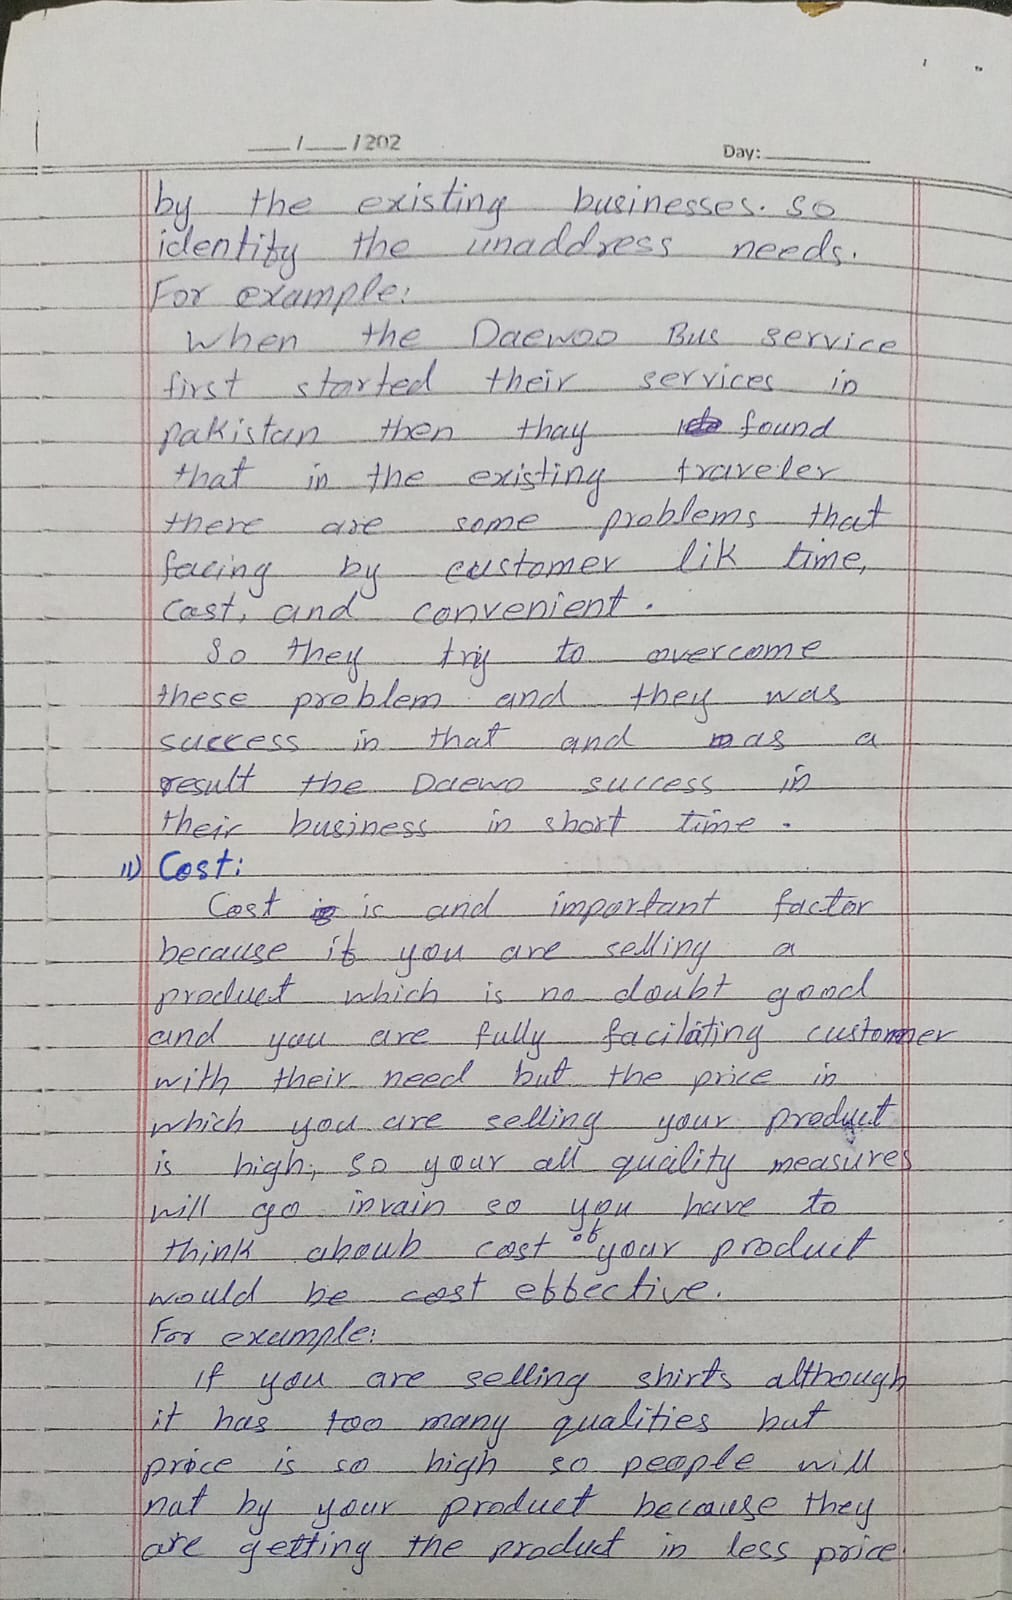 __/__/202 Day:______
by the existing businesses. so
identify the unaddress needs.
For example:
When the Daewoo Bus service
first started their services in
pakistan then thay found
that in the existing traveler
there are some problems that
facing by customer lik time,
cast, and convenient.
So they try to overcome
these problem and they was
success in that and as a
result the Daewo success in
their business in short time.
11) Cost:
Cost is and important factor
because if you are selling a
product which is no doubt good
and you are fully facilating customer
with their need but the price in
which you are selling your product
is high, so your all quality measures
will go invain so you have to
think about cost of your product
would be cost effective.
For example:
If you are selling shirts although
it has too many qualities but
price is so high so people will
not by your product because they
are getting the product in less price